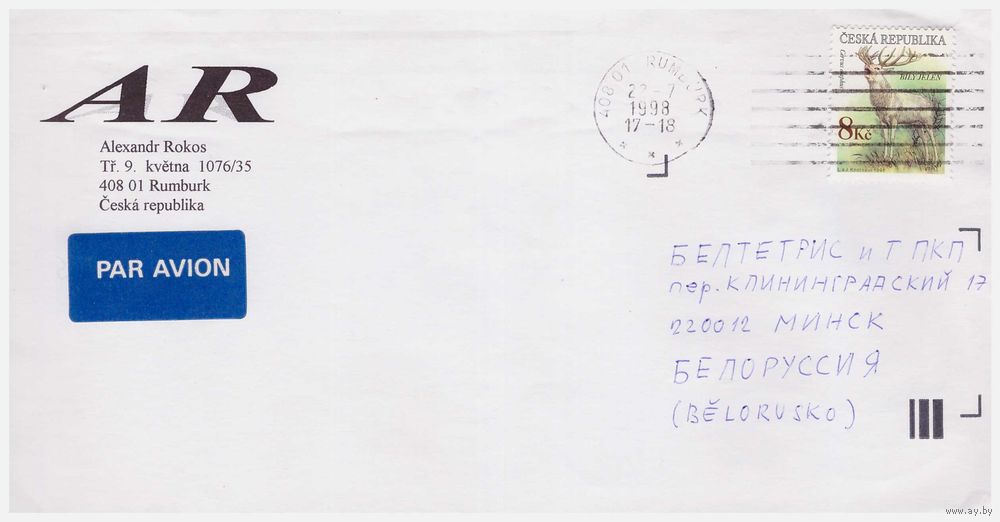 AR
Alexandr Rokos
Tř. 9. května 1076/35
408 01 Rumburk
Česká republika
PAR AVION
408 01 RUMBURK
22-7
1998
17-18
ČESKÁ REPUBLIKA
BÍLÝ JELEN
8Kč
БЕЛТЕТРИС и Т ПКП
пер. КЛИНИНГРАДСКИЙ 17
220012 МИНСК
БЕЛОРУССИЯ
(BĚLORUSKO)
www.ay.by